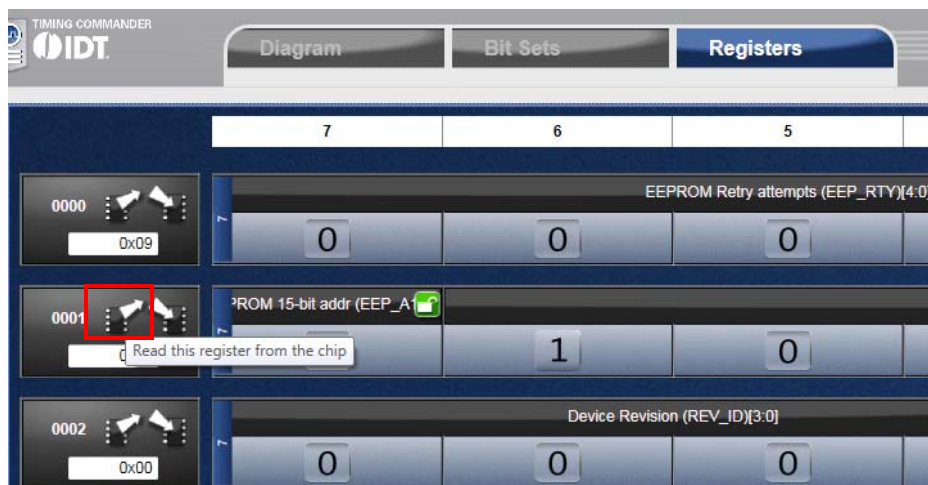 TIMING COMMANDER
IDT.
Diagram
Bit Sets
Registers
7
6
5
0000
0x09
7
EEPROM Retry attempts (EEP_RTY)[4:0]
0
0
0
0001
7
PROM 15-bit addr (EEP_A1
Read this register from the chip
1
0
0002
0x00
7
Device Revision (REV_ID)[3:0]
0
0
0